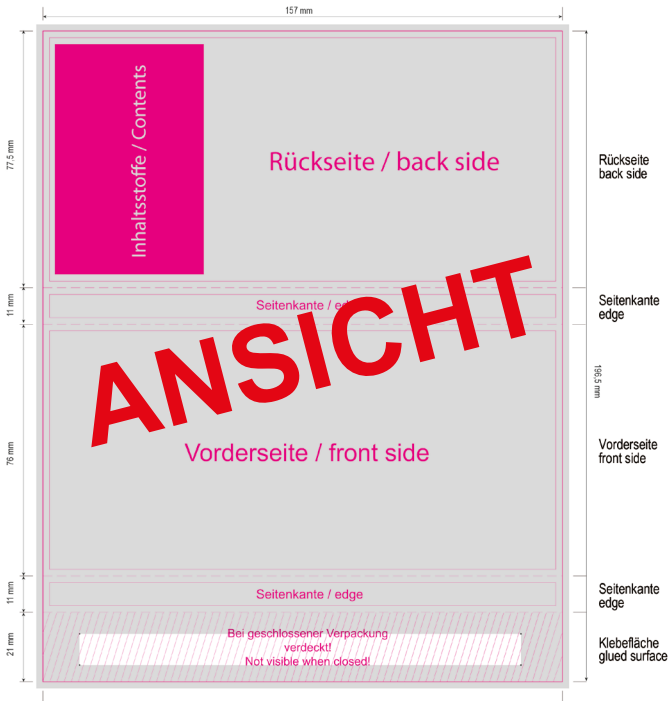 157 mm
77,5 mm
Inhaltsstoffe / Contents
Rückseite / back side
Rückseite
back side
11 mm
Seitenkante / edge
Seitenkante
edge
ANSICHT
196,5 mm
76 mm
Vorderseite / front side
Vorderseite
front side
11 mm
Seitenkante / edge
Seitenkante
edge
21 mm
Bei geschlossener Verpackung
verdeckt!
Not visible when closed!
Klebefläche
glued surface